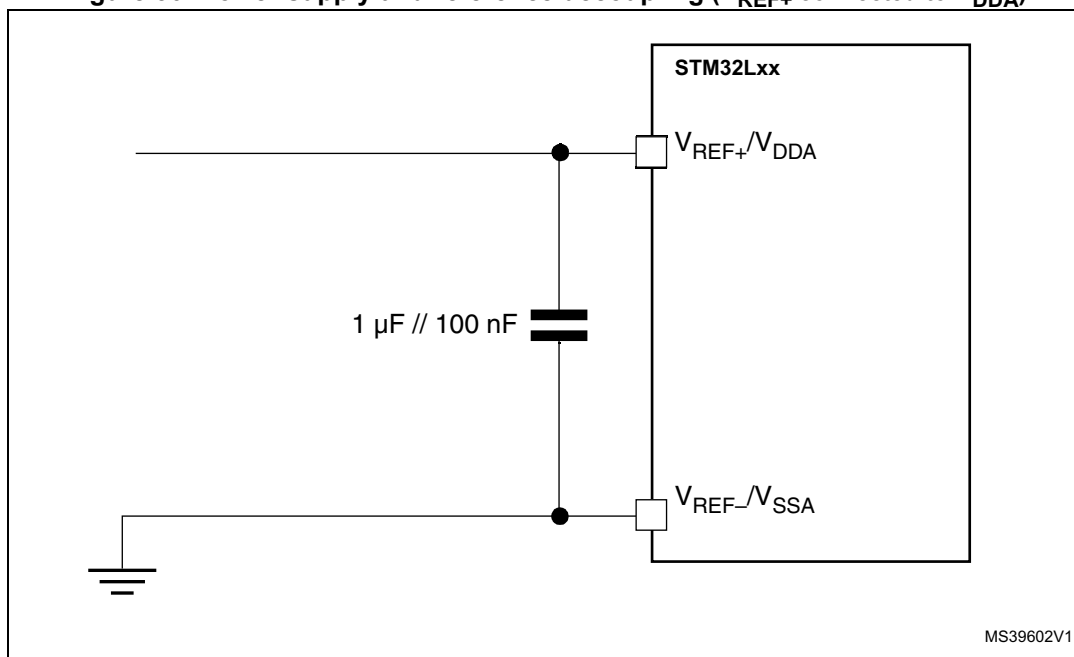 STM32Lxx
VREF+/VDDA
1 µF // 100 nF
VREF–/VSSA
MS39602V1